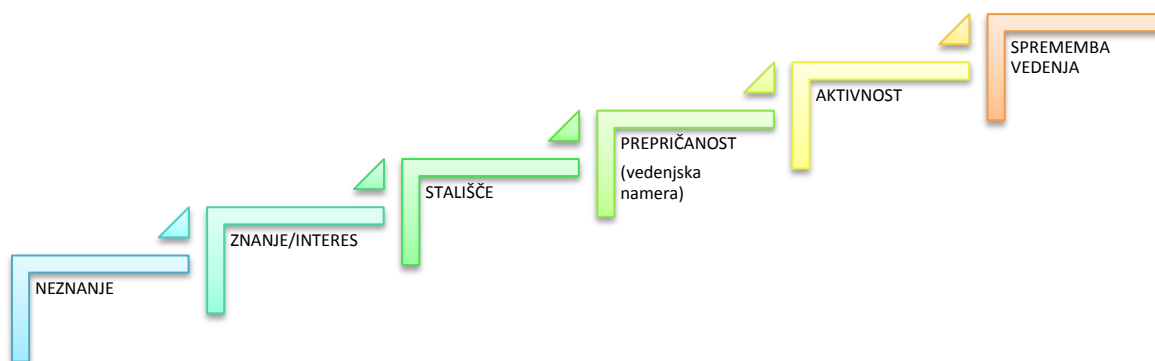 NEZNANJE
ZNANJE/INTERES
STALIŠČE
PREPRIČANOST
(vedenjska
namera)
AKTIVNOST
SPREMEMBA
VEDENJA